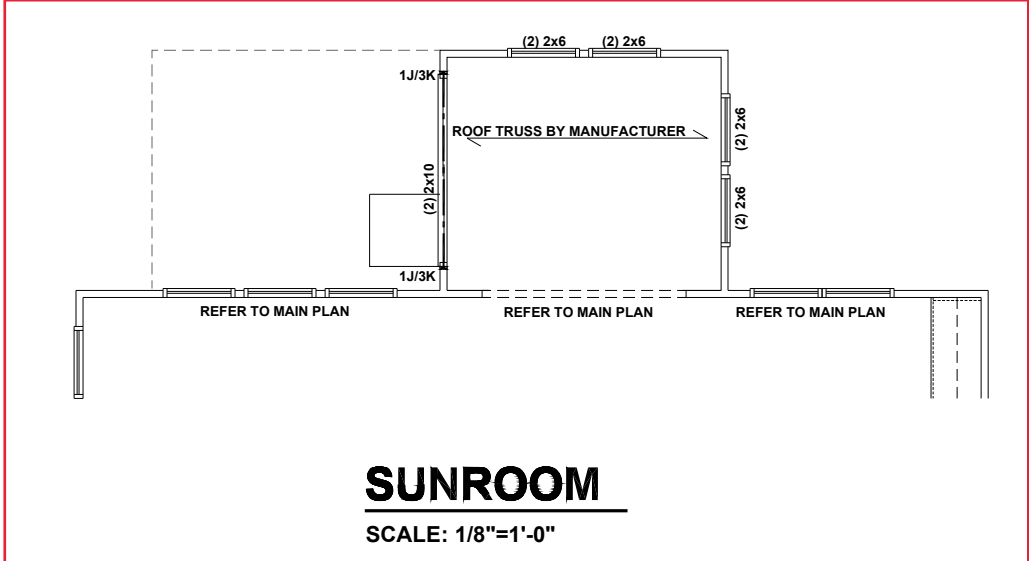 (2) 2x6
(2) 2x6
1J/3K
ROOF TRUSS BY MANUFACTURER
(2) 2x6
(2) 2x10
(2) 2x6
1J/3K
REFER TO MAIN PLAN
REFER TO MAIN PLAN
REFER TO MAIN PLAN
SUNROOM
SCALE: 1/8"=1'-0"